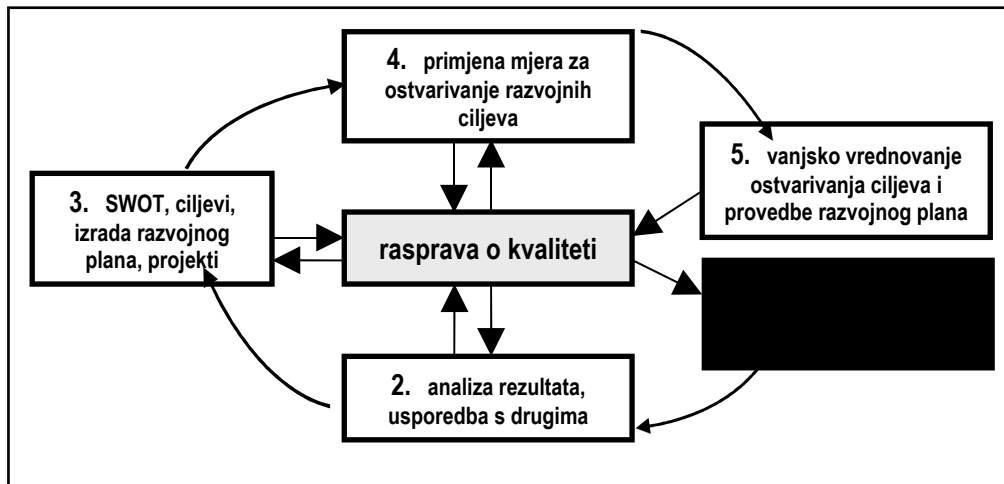 4. primjena mjera za
ostvarivanje razvojnih
ciljeva
5. vanjsko vrednovanje
ostvarivanja ciljeva i
provedbe razvojnog plana
3. SWOT, ciljevi,
izrada razvojnog
plana, projekti
rasprava o kvaliteti
2. analiza rezultata,
usporedba s drugima